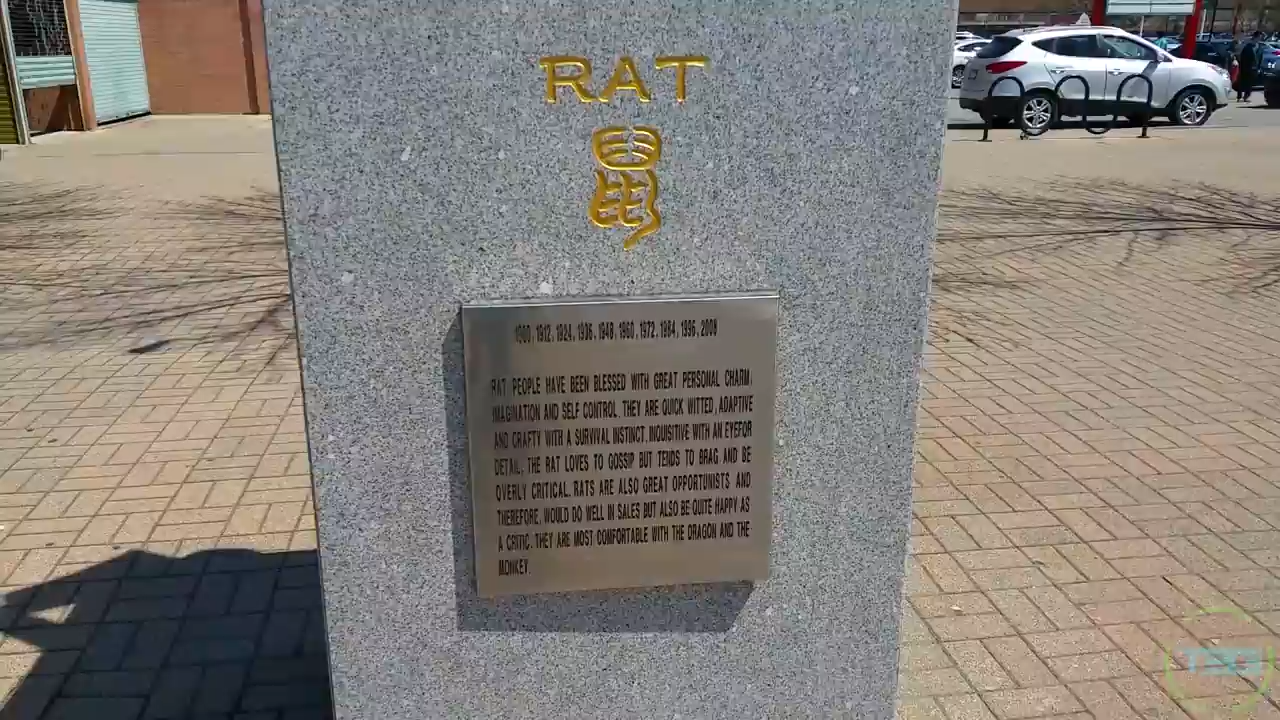 RAT
1900, 1912, 1924, 1936, 1948, 1960, 1972, 1984, 1996, 2008
RAT PEOPLE HAVE BEEN BLESSED WITH GREAT PERSONAL CHARM,
IMAGINATION AND SELF CONTROL. THEY ARE QUICK WITTED, ADAPTIVE
AND CRAFTY WITH A SURVIVAL INSTINCT. INQUISITIVE WITH AN EYEFOR
DETAIL, THE RAT LOVES TO GOSSIP BUT TENDS TO BRAG AND BE
OVERLY CRITICAL. RATS ARE ALSO GREAT OPPORTUNISTS AND
THEREFORE, WOULD DO WELL IN SALES BUT ALSO BE QUITE HAPPY AS
A CRITIC. THEY ARE MOST COMFORTABLE WITH THE DRAGON AND THE
MONKEY.